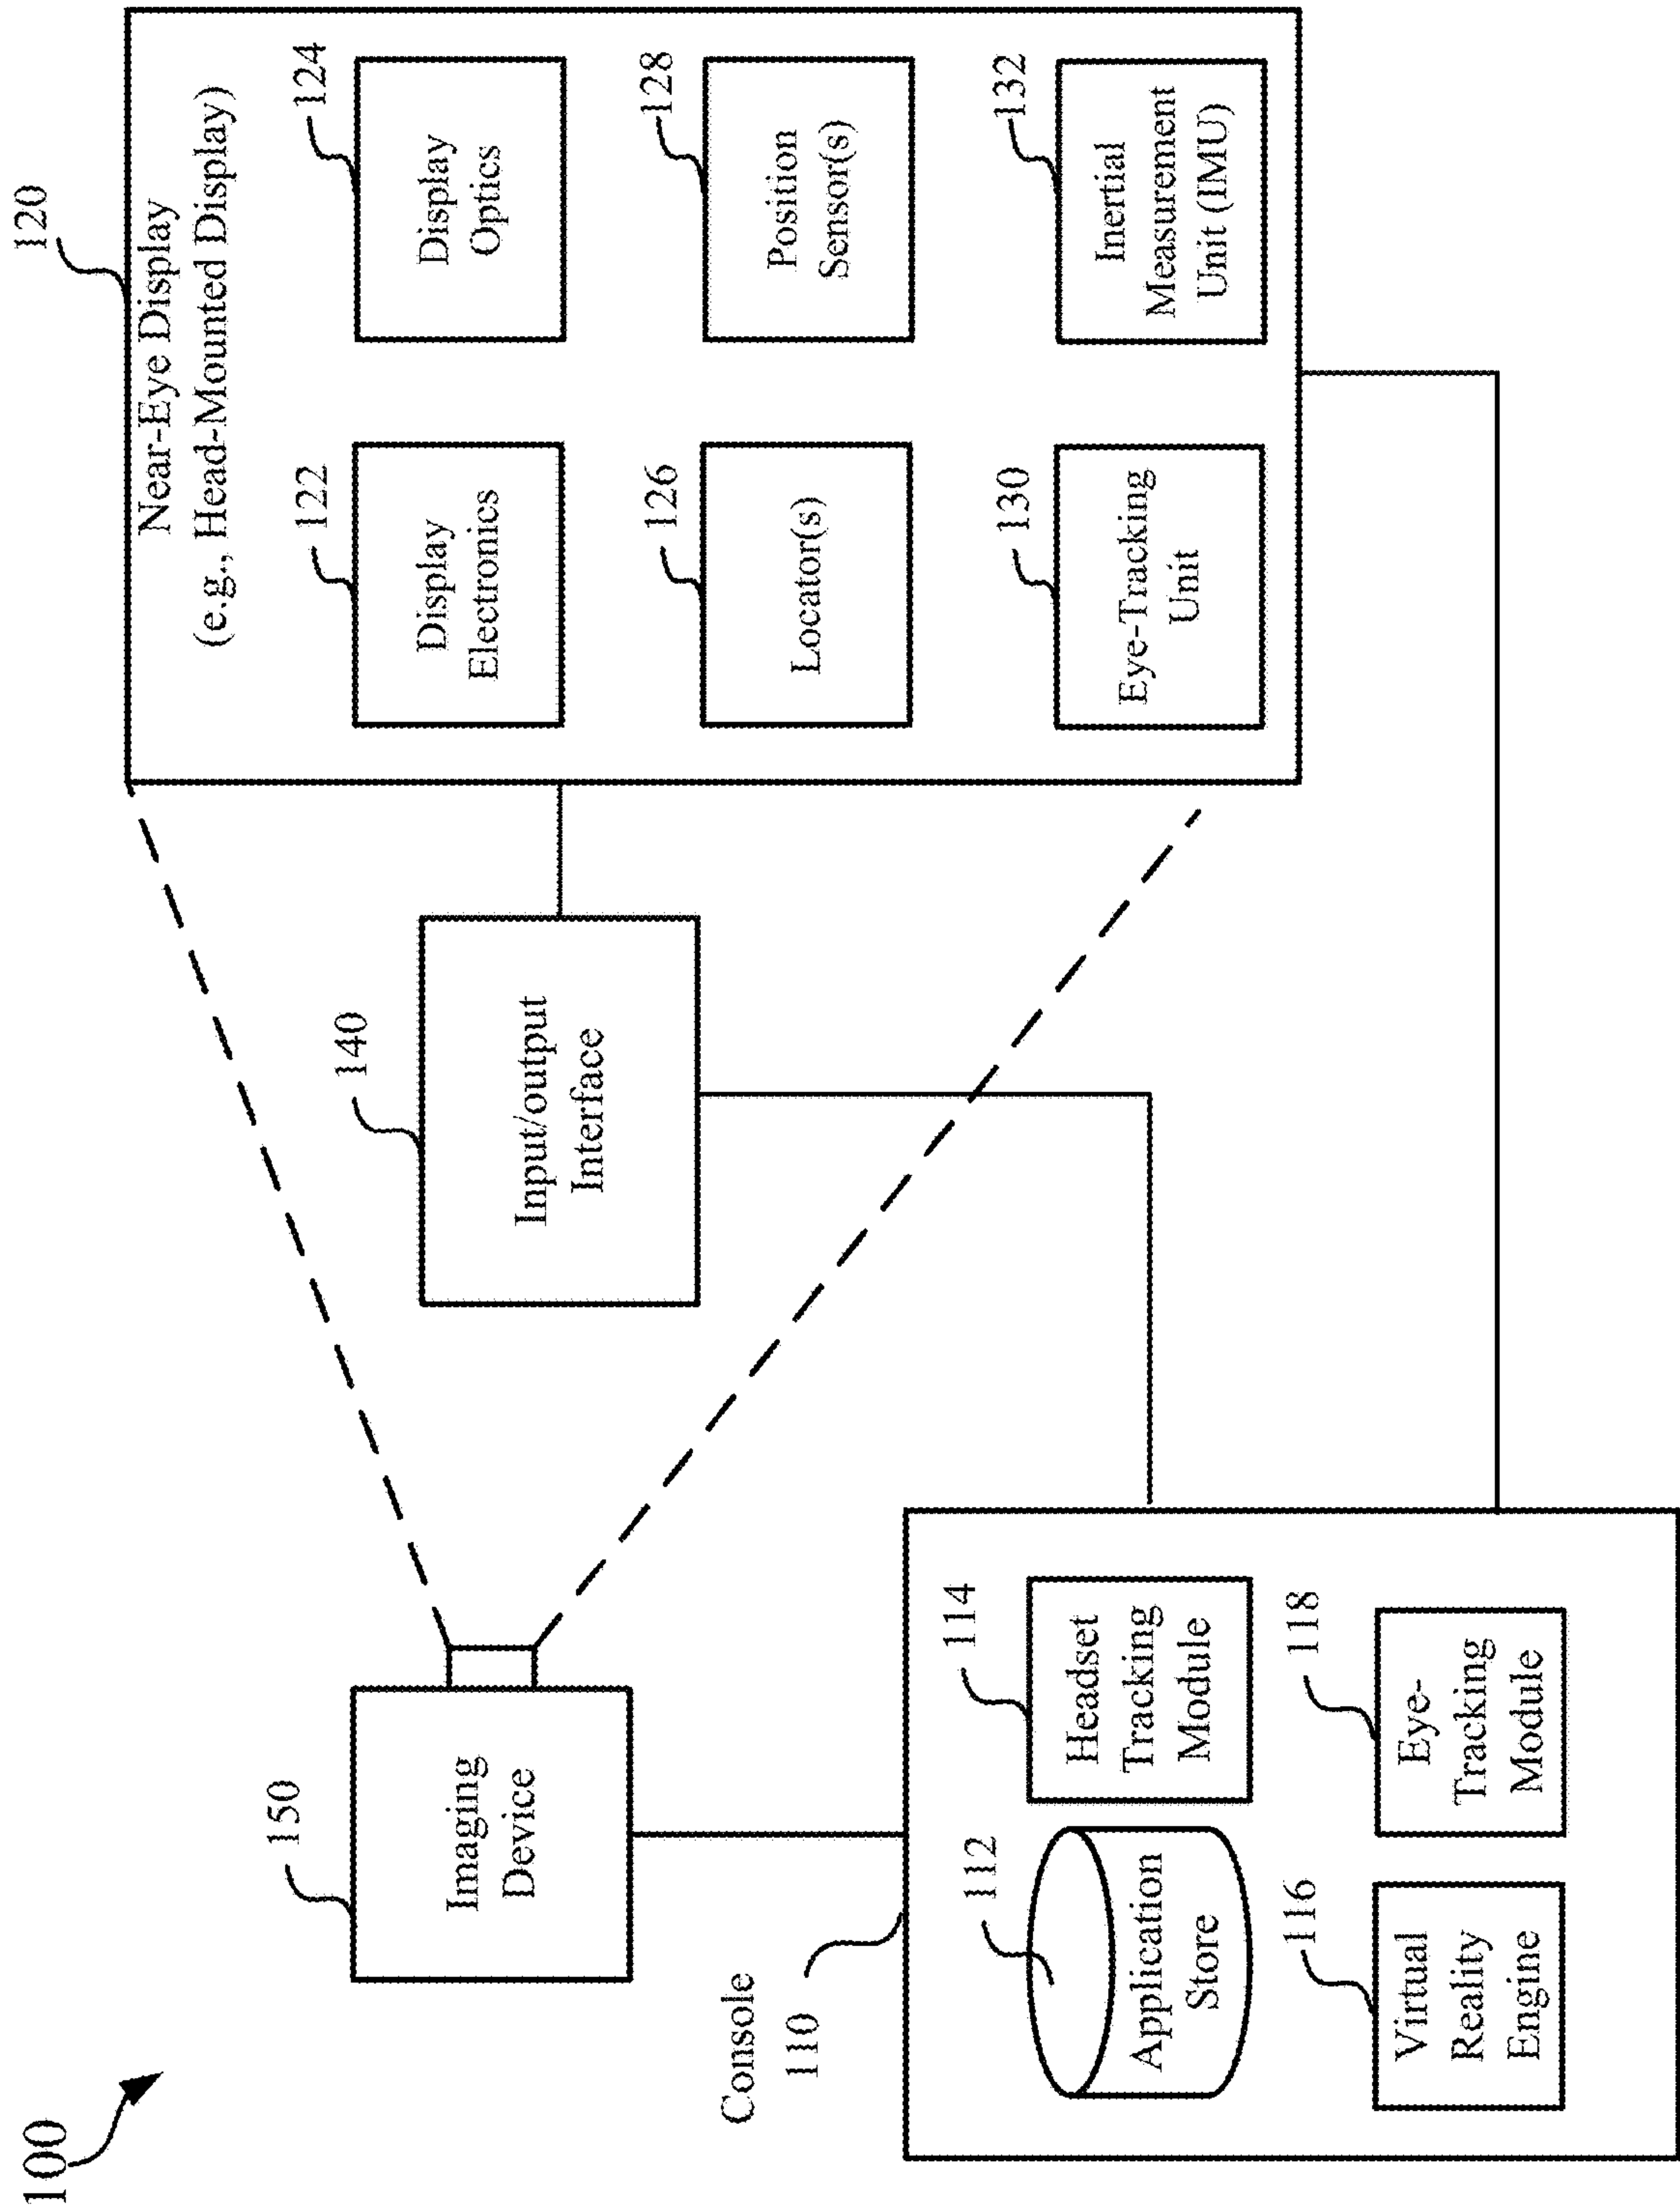 100
120
Near-Eye Display
(e.g., Head-Mounted Display)
122
Display
Electronics
124
Display
Optics
126
Locator(s)
128
Position
Sensor(s)
130
Eye-Tracking
Unit
132
Inertial
Measurement
Unit (IMU)
140
Input/output
Interface
150
Imaging
Device
Console
110
112
Application
Store
114
Headset
Tracking
Module
116
Virtual
Reality
Engine
118
Eye-
Tracking
Module